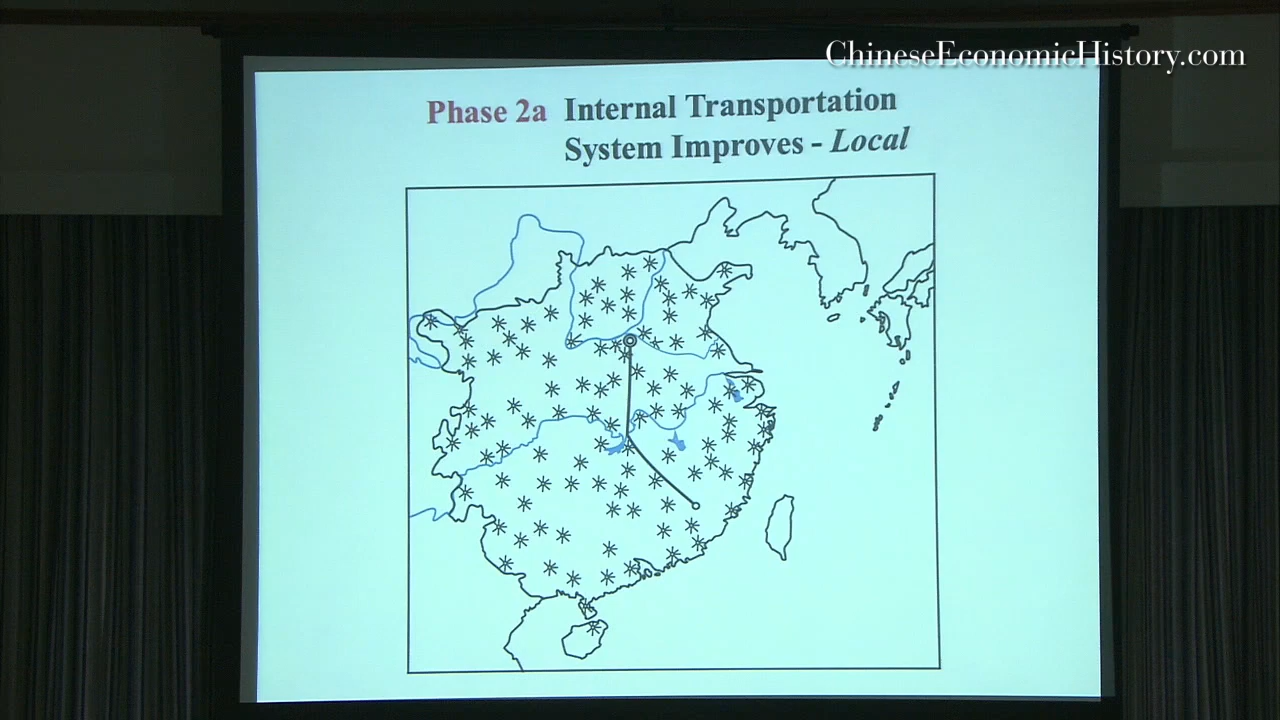 ChineseEconomicHistory.com
Phase 2a Internal Transportation
System Improves - Local